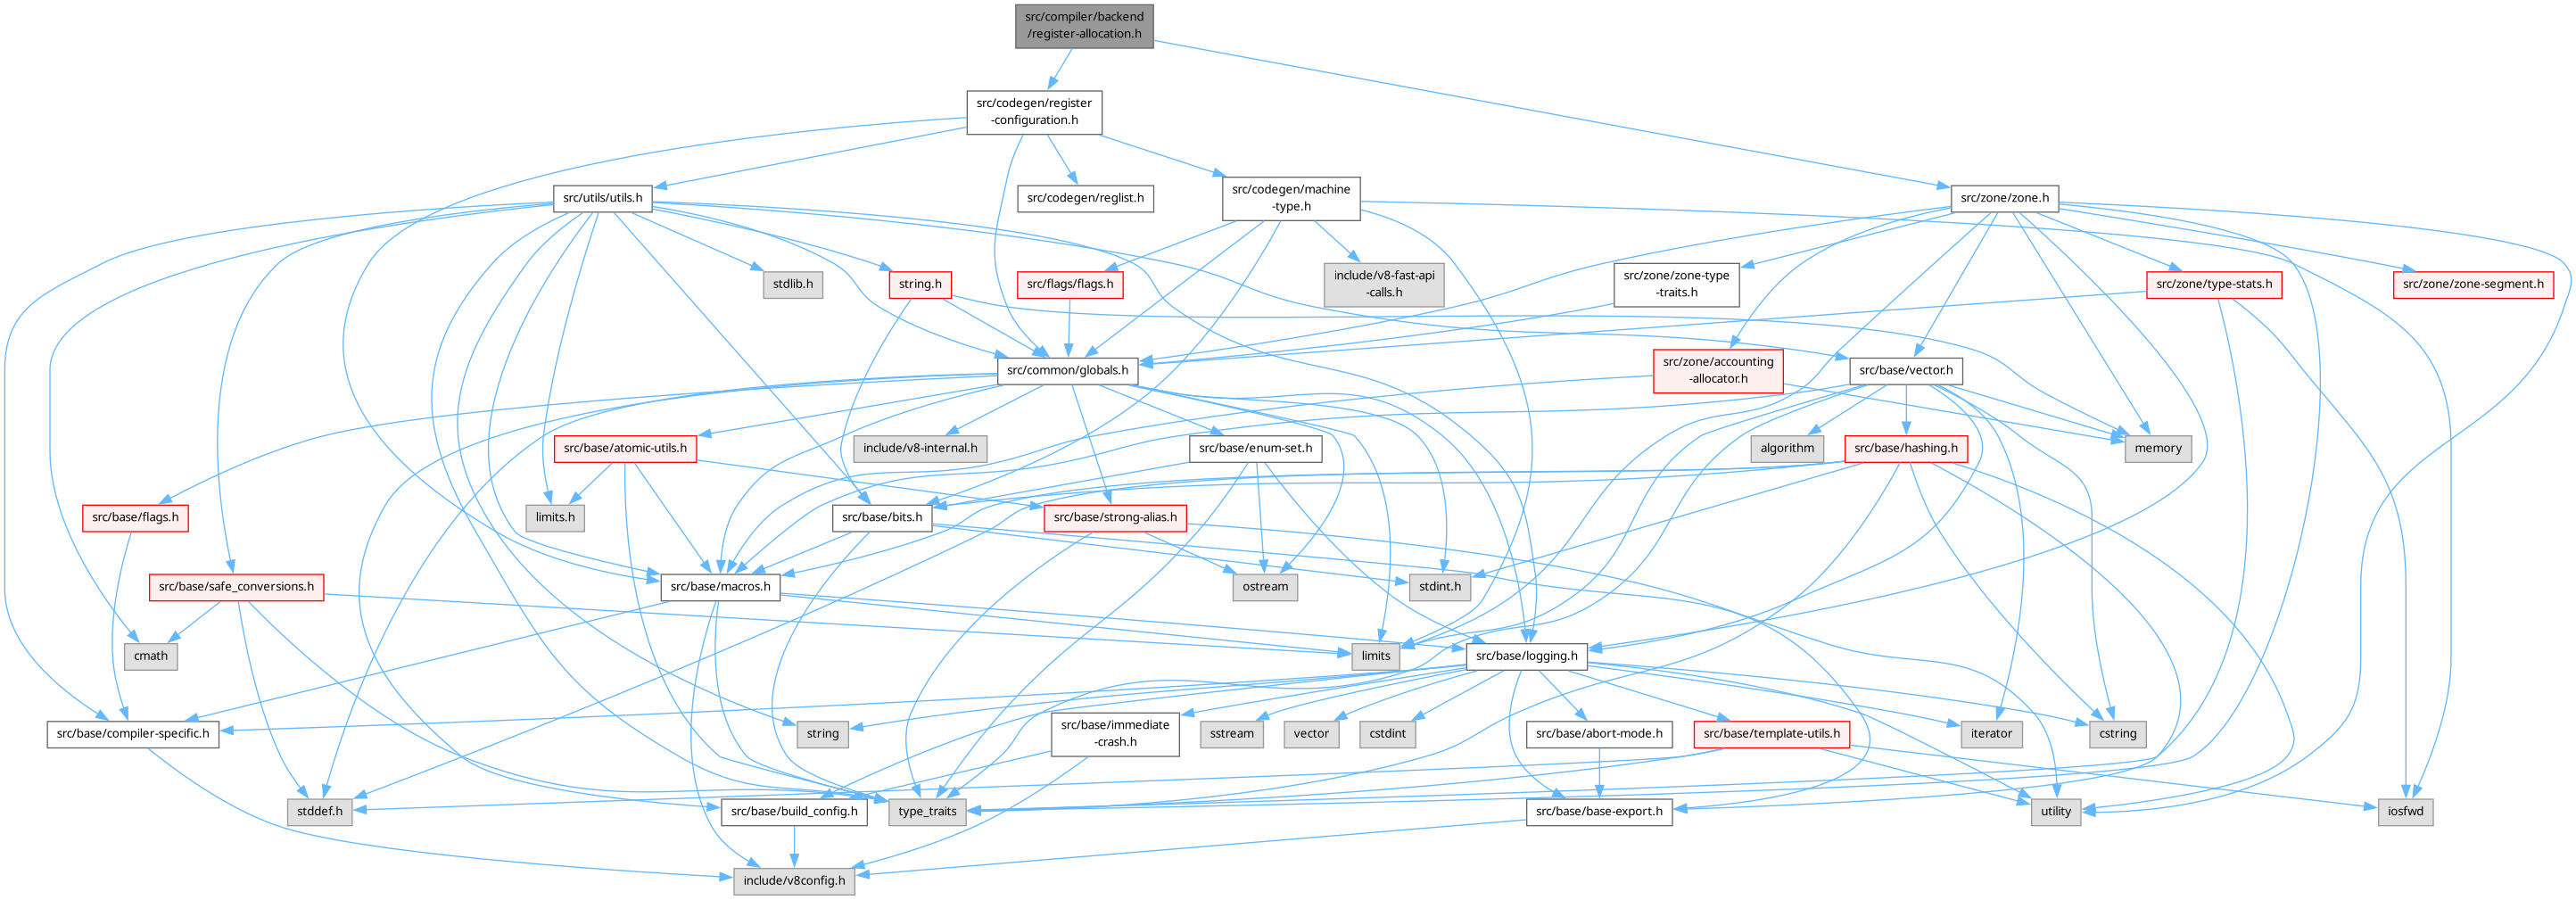 src/compiler/backend
/register-allocation.h
src/codegen/register
-configuration.h
src/utils/utils.h
src/codegen/reglist.h
src/codegen/machine
-type.h
src/zone/zone.h
stdlib.h
string.h
src/flags/flags.h
include/v8-fast-api
-calls.h
src/zone/zone-type
-traits.h
src/zone/type-stats.h
src/zone/zone-segment.h
src/common/globals.h
src/zone/accounting
-allocator.h
src/base/vector.h
src/base/atomic-utils.h
include/v8-internal.h
src/base/enum-set.h
algorithm
src/base/hashing.h
memory
src/base/flags.h
limits.h
src/base/bits.h
src/base/strong-alias.h
src/base/safe_conversions.h
src/base/macros.h
ostream
stdint.h
cmath
limits
src/base/logging.h
src/base/compiler-specific.h
string
src/base/immediate
-crash.h
sstream
vector
cstdint
src/base/abort-mode.h
src/base/template-utils.h
iterator
cstring
stddef.h
src/base/build_config.h
type_traits
src/base/base-export.h
utility
iosfwd
include/v8config.h